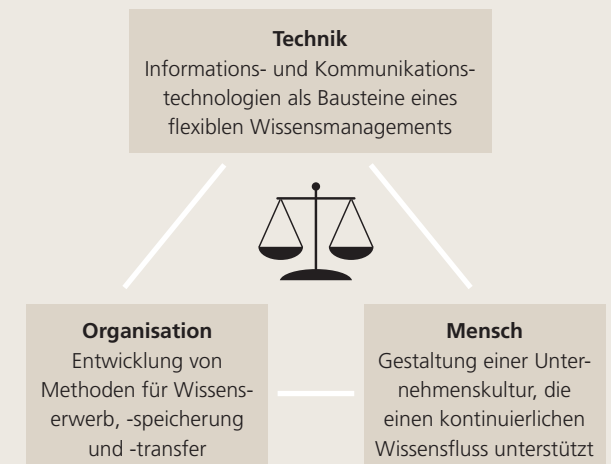 Technik
Informations- und Kommunikations-
technologien als Bausteine eines
flexiblen Wissensmanagements
Organisation
Entwicklung von
Methoden für Wissens-
erwerb, -speicherung
und -transfer
Mensch
Gestaltung einer Unter-
nehmenskultur, die
einen kontinuierlichen
Wissensfluss unterstützt